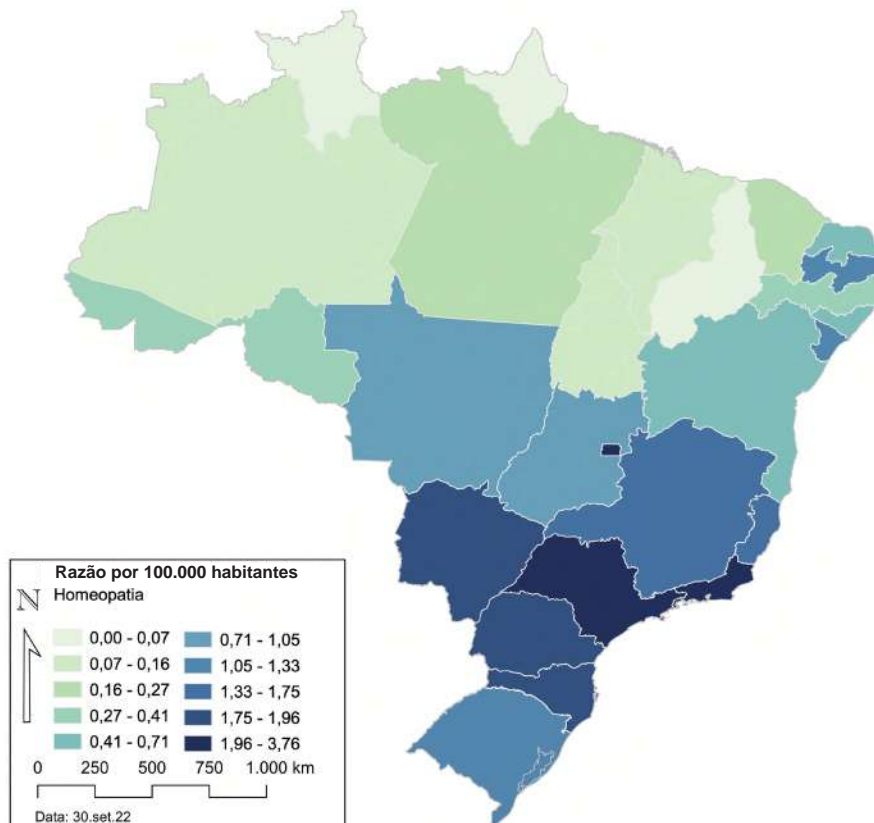 Razão por 100.000 habitantes
N Homeopatia
0,00 - 0,07
0,07 - 0,16
0,16 - 0,27
0,27 - 0,41
0,41 - 0,71
0,71 - 1,05
1,05 - 1,33
1,33 - 1,75
1,75 - 1,96
1,96 - 3,76
0 250 500 750 1.000 km
Data: 30.set.22